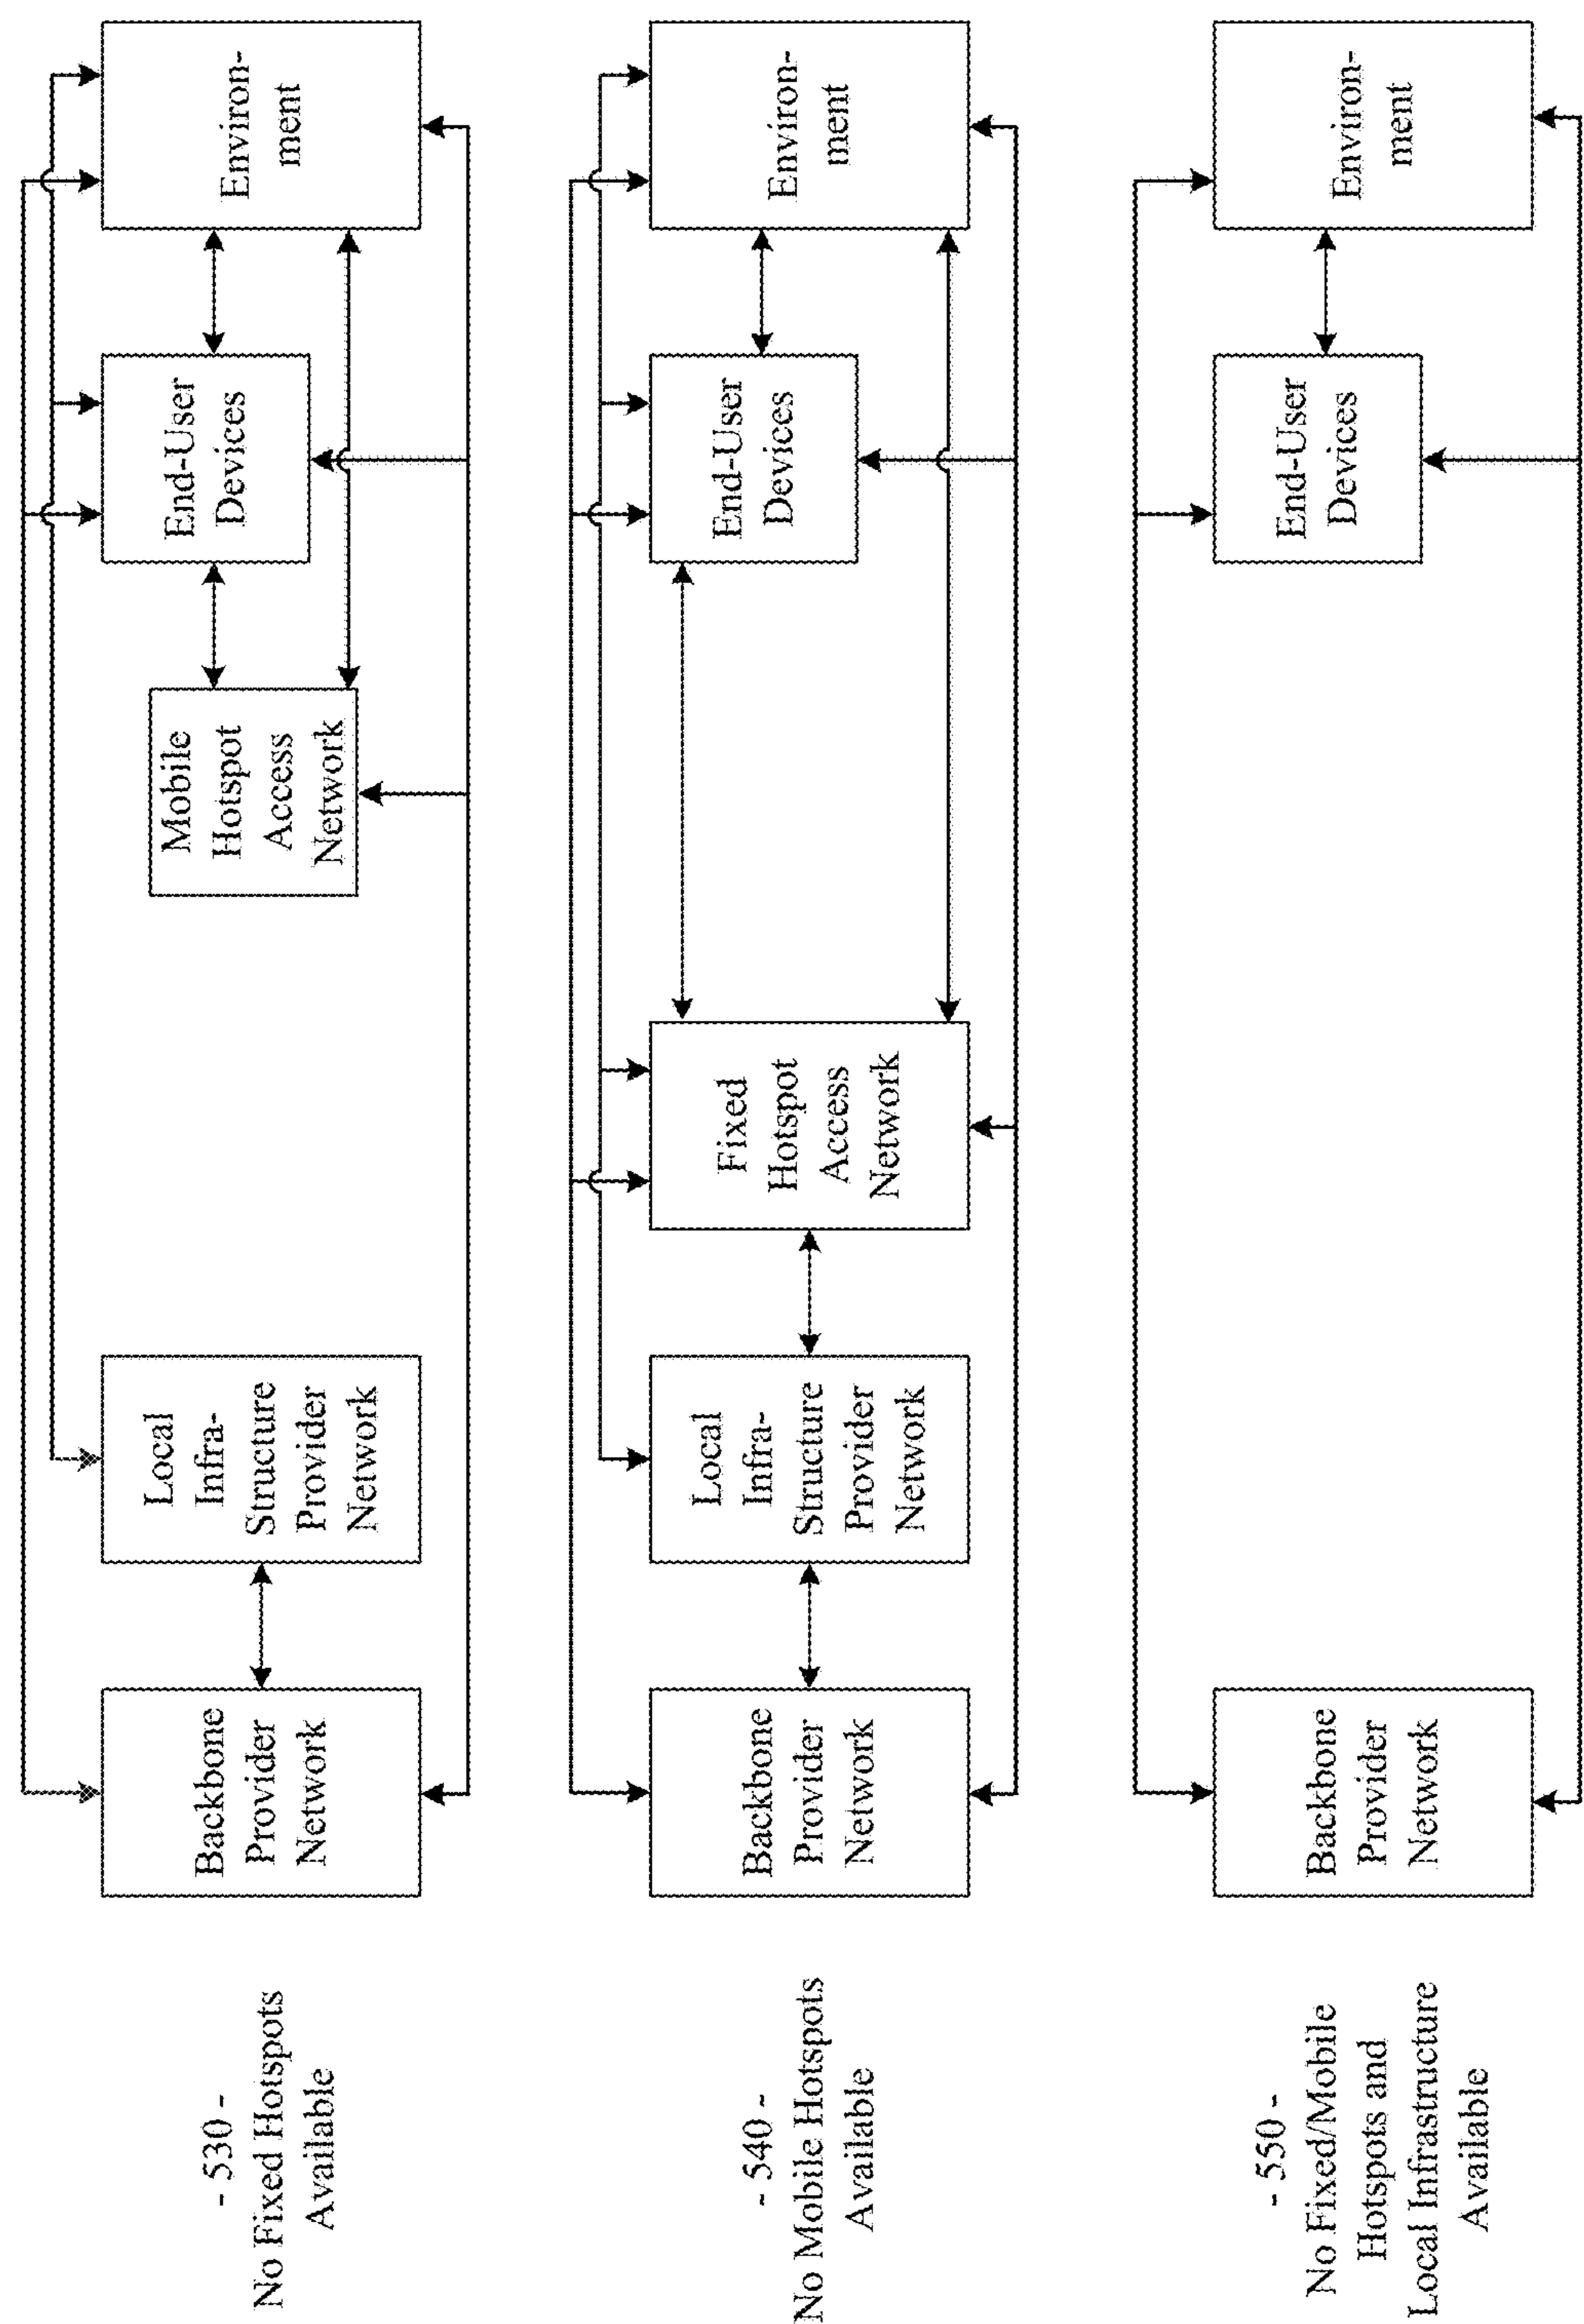 - 530 -
No Fixed Hotspots
Available
Backbone
Provider
Network
Local
Infra-
Structure
Provider
Network
Mobile
Hotspot
Access
Network
End-User
Devices
Environ-
ment
- 540 -
No Mobile Hotspots
Available
Backbone
Provider
Network
Local
Infra-
Structure
Provider
Network
Fixed
Hotspot
Access
Network
End-User
Devices
Environ-
ment
- 550 -
No Fixed/Mobile
Hotspots and
Local Infrastructure
Available
Backbone
Provider
Network
End-User
Devices
Environ-
ment